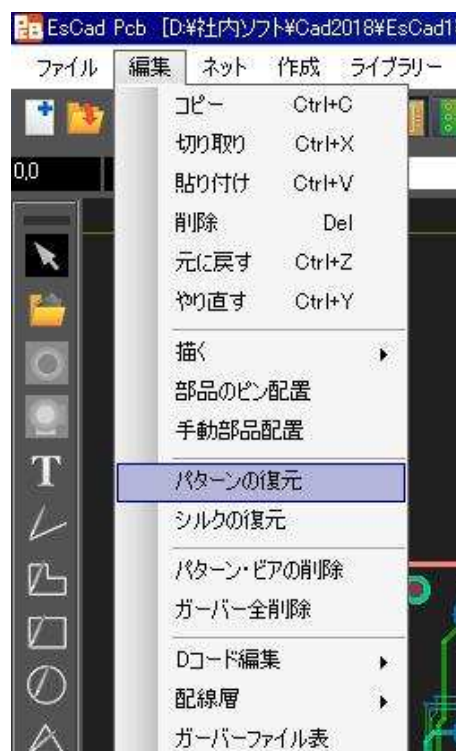 EsCad Pcb [D:¥社内ソフト¥Cad2018¥EsCad1
ファイル 編集 ネット 作成 ライブラリー
コピー Ctrl+C
切り取り Ctrl+X
0,0
貼り付け Ctrl+V
削除 Del
元に戻す Ctrl+Z
やり直す Ctrl+Y
描く
部品のピン配置
手動部品配置
T
パターンの復元
シルクの復元
パターン・ビアの削除
ガーバー全削除
Dコード編集
配線層
ガーバーファイル表